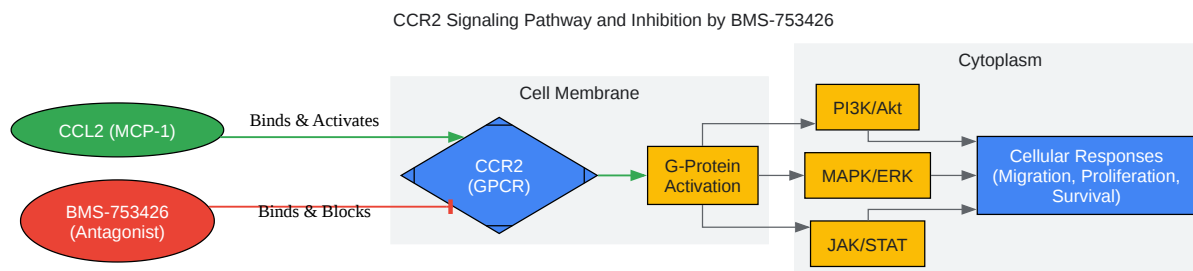 CCR2 Signaling Pathway and Inhibition by BMS-753426
Cytoplasm
Cell Membrane
CCL2 (MCP-1)
Binds & Activates
BMS-753426
(Antagonist)
Binds & Blocks
CCR2
(GPCR)
G-Protein
Activation
PI3K/Akt
MAPK/ERK
JAK/STAT
Cellular Responses
(Migration, Proliferation,
Survival)